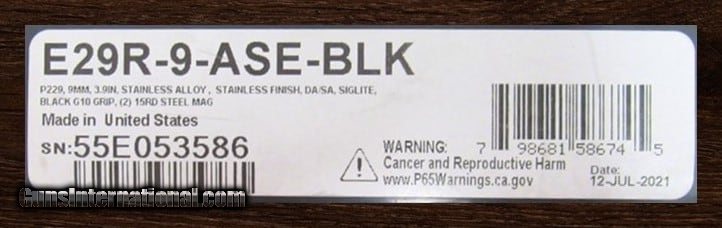 E29R-9-ASE-BLK
P229, 9MM, 3.9IN, STAINLESS ALLOY , STAINLESS FINISH, DA/SA, SIGLITE,
BLACK G10 GRIP, (2) 15RD STEEL MAG
Made in United States
SN:55E053586
7 98681 58674 5
WARNING:
Cancer and Reproductive Harm
www.P65Warnings.ca.gov
Date:
12-JUL-2021
GunsInternational.com